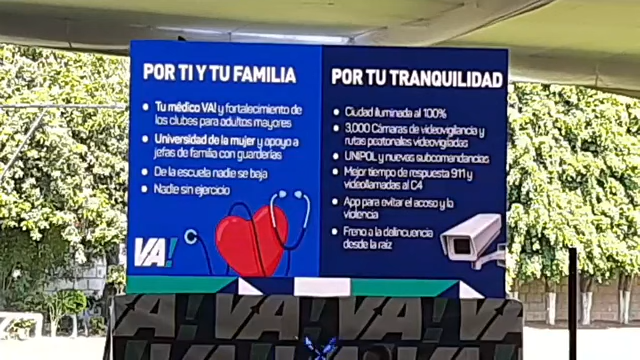 POR TI Y TU FAMILIA
• Tu médico VA! y fortalecimiento de
los clubes para adultos mayores
• Universidad de la mujer y apoyo a
jefas de familia con guarderías
• De la escuela nadie se baja
• Nadie sin ejercicio
VA!
POR TU TRANQUILIDAD
• Ciudad iluminada al 100%
• 3,000 Cámaras de videovigilancia y
rutas peatonales videovigiladas
• UNIPOL y nuevas subcomandancias
• Mejor tiempo de respuesta 911 y
videollamadas al C4
• App para evitar el acoso y la
violencia
• Freno a la delincuencia
desde la raíz
A! VA! VA! VA! VA